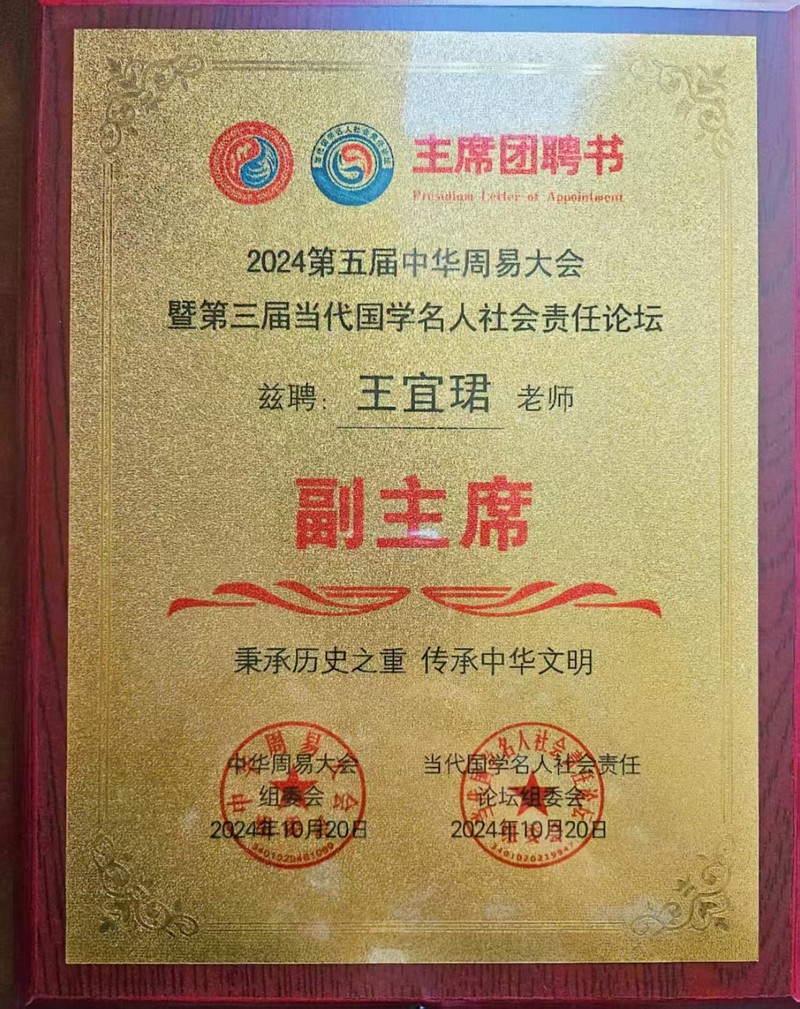 主席团聘书
Presidium Letter of Appointment
2024第五届中华周易大会
暨第三届当代国学名人社会责任论坛
兹聘: 王宜珺 老师
副主席
秉承历史之重 传承中华文明
中华周易大会
组委会
2024年10月20日
当代国学名人社会责任
论坛组委会
2024年10月20日